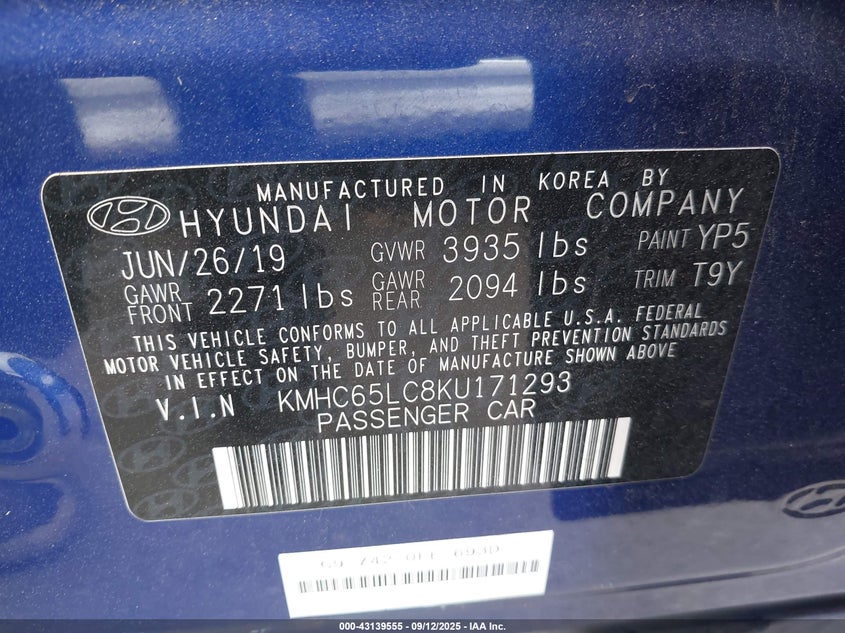 MANUFACTURED IN KOREA BY
HYUNDAI MOTOR COMPANY
JUN/26/19 GVWR 3935 lbs PAINT YP5
GAWR FRONT 2271 lbs GAWR REAR 2094 lbs TRIM T9Y
THIS VEHICLE CONFORMS TO ALL APPLICABLE U.S.A. FEDERAL
MOTOR VEHICLE SAFETY, BUMPER, AND THEFT PREVENTION STANDARDS
IN EFFECT ON THE DATE OF MANUFACTURE SHOWN ABOVE
V.I.N KMHC65LC8KU171293
PASSENGER CAR
693D
000-43139555 - 09/12/2025 - IAA Inc.